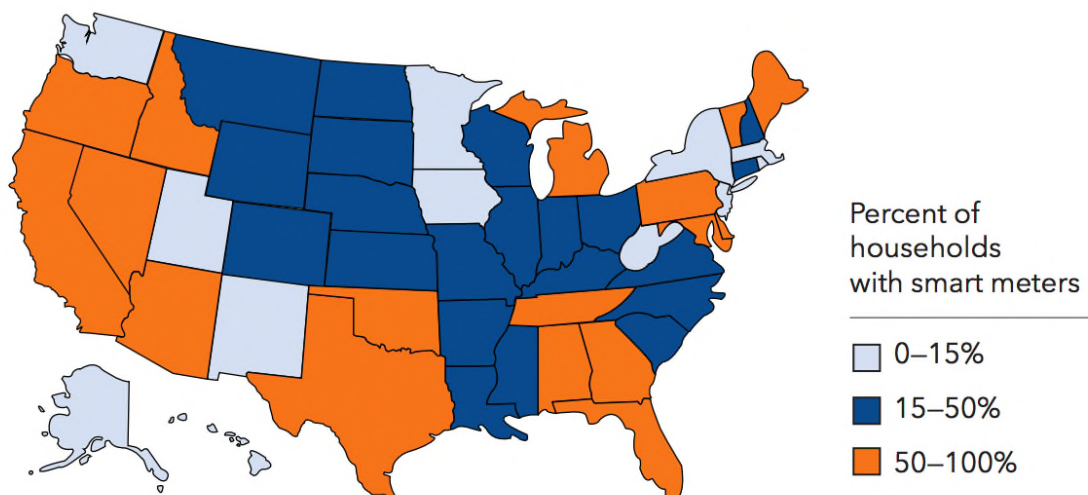 Percent of
households
with smart meters
0–15%
15–50%
50–100%